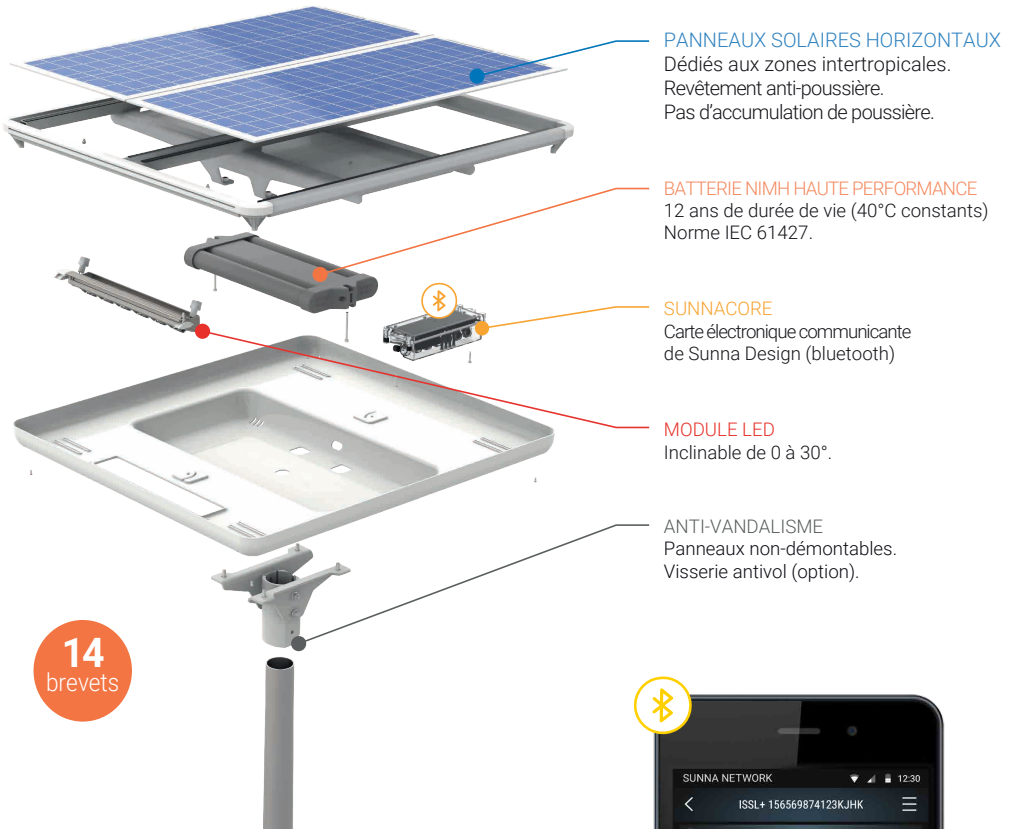 PANNEAUX SOLAIRES HORIZONTAUX
Dédiés aux zones intertropicales.
Revêtement anti-poussière.
Pas d'accumulation de poussière.
BATTERIE NIMH HAUTE PERFORMANCE
12 ans de durée de vie (40°C constants)
Norme IEC 61427.
SUNNACORE
Carte électronique communicante
de Sunna Design (bluetooth)
MODULE LED
Inclinable de 0 à 30°.
ANTI-VANDALISME
Panneaux non-démontables.
Visserie antivol (option).
14
brevets
SUNNA NETWORK 12:30
ISSL+ 156569874123KJHK